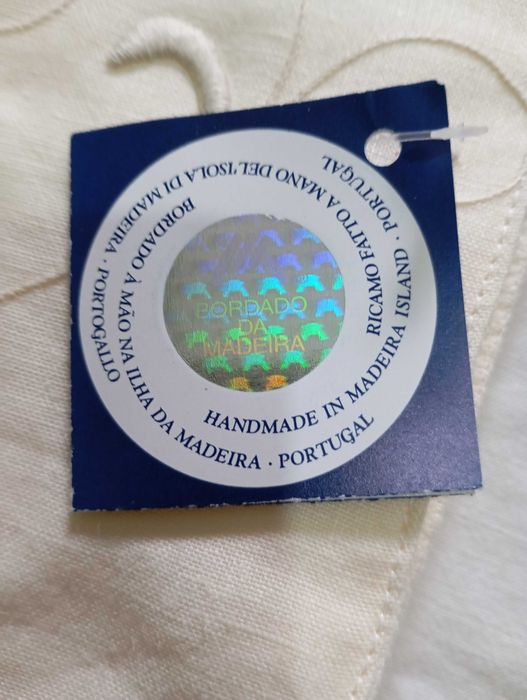 BORDADO À MÃO NA ILHA DA MADEIRA · PORTUGAL
HANDMADE IN MADEIRA ISLAND · PORTUGAL
RICAMO FATTO A MANO DEL'ISOLA DI MADEIRA · PORTOGALLO
BORDADO
DA
MADEIRA